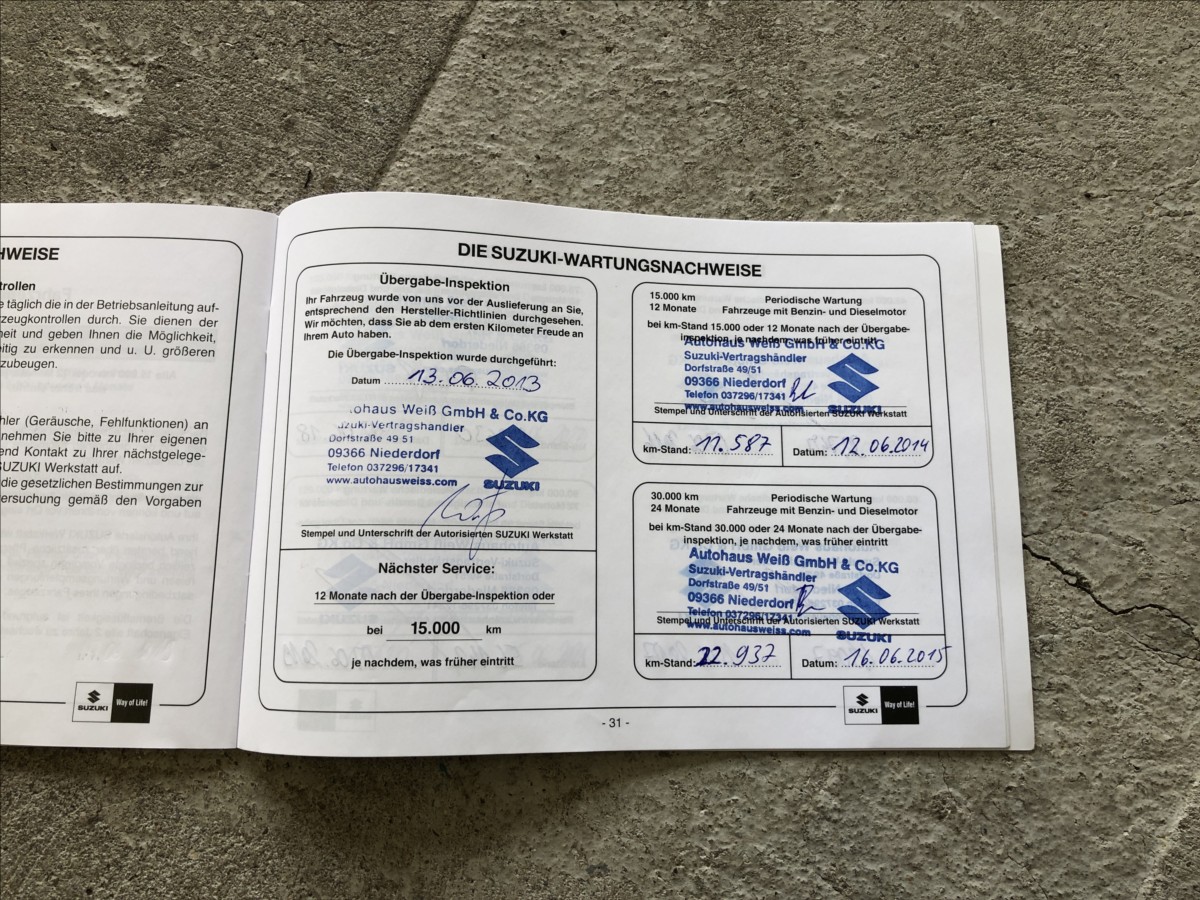 HWEISE
trollen
e täglich die in der Betriebsanleitung auf-
zeugkontrollen durch. Sie dienen der
heit und geben Ihnen die Möglichkeit,
eitig zu erkennen und u. U. größeren
zubeugen.
hler (Geräusche, Fehlfunktionen) an
nehmen Sie bitte zu Ihrer eigenen
end Kontakt zu Ihrer nächstgelege-
SUZUKI Werkstatt auf.
die gesetzlichen Bestimmungen zur
ersuchung gemäß den Vorgaben
SUZUKI
Way of Life!
DIE SUZUKI-WARTUNGSNACHWEISE
Übergabe-Inspektion
Ihr Fahrzeug wurde von uns vor der Auslieferung an Sie,
entsprechend den Hersteller-Richtlinien durchgesehen.
Wir möchten, dass Sie ab dem ersten Kilometer Freude an
Ihrem Auto haben.
Die Übergabe-Inspektion wurde durchgeführt:
Datum 13.06.2013
ohaus Weiß GmbH & Co.KG
uzuki-Vertragshändler
Dorfstraße 49 51
09366 Niederdorf
Telefon 037296/17341
www.autohausweiss.com
SUZUKI
Stempel und Unterschrift der Autorisierten SUZUKI Werkstatt
Nächster Service:
12 Monate nach der Übergabe-Inspektion oder
bei 15.000 km
je nachdem, was früher eintritt
15.000 km Periodische Wartung
12 Monate Fahrzeuge mit Benzin- und Dieselmotor
bei km-Stand 15.000 oder 12 Monate nach der Übergabe-
inspektion, je nachdem, was früher eintritt
Autohaus Weiß GmbH & Co.KG
Suzuki-Vertragshändler
Dorfstraße 49/51
09366 Niederdorf
Telefon 037296/17341
www.autohausweiss.com
SUZUKI
Stempel und Unterschrift der Autorisierten SUZUKI Werkstatt
km-Stand: 11.587 Datum: 12.06.2014
30.000 km Periodische Wartung
24 Monate Fahrzeuge mit Benzin- und Dieselmotor
bei km-Stand 30.000 oder 24 Monate nach der Übergabe-
inspektion, je nachdem, was früher eintritt
Autohaus Weiß GmbH & Co.KG
Suzuki-Vertragshändler
Dorfstraße 49/51
09366 Niederdorf
Telefon 037296/17341
Stempel und Unterschrift der Autorisierten SUZUKI Werkstatt
www.autohausweiss.com
SUZUKI
km-Stand: 22.937 Datum: 16.06.2015
SUZUKI
Way of Life!
- 31 -